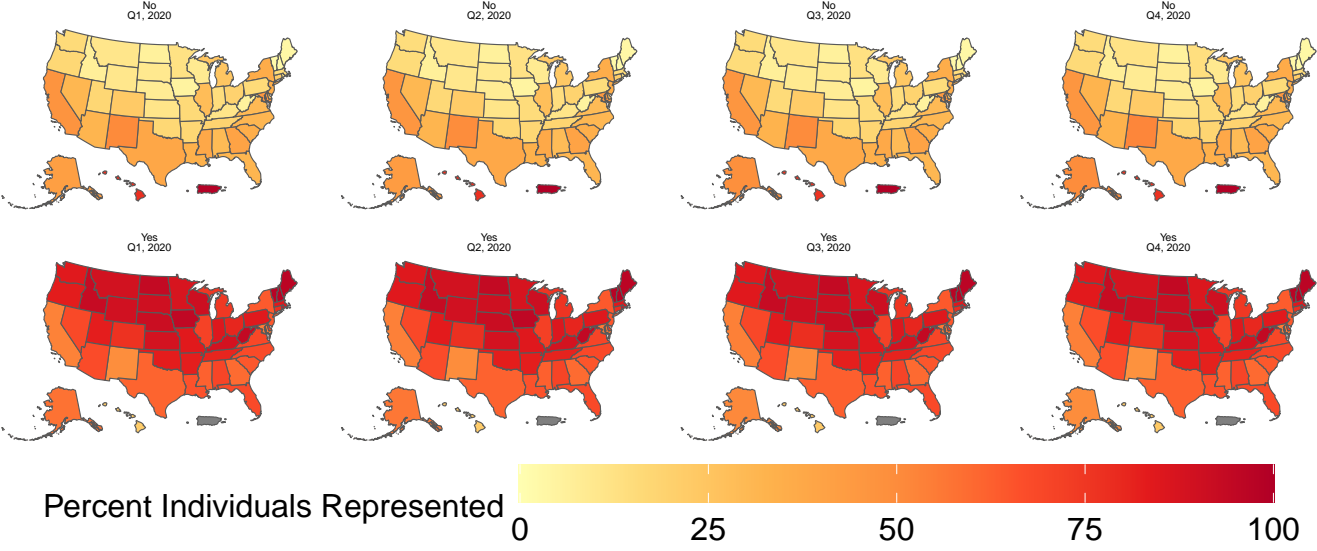 No
Q1, 2020
No
Q2, 2020
No
Q3, 2020
No
Q4, 2020
Yes
Q1, 2020
Yes
Q2, 2020
Yes
Q3, 2020
Yes
Q4, 2020
Percent Individuals Represented
0 25 50 75 100